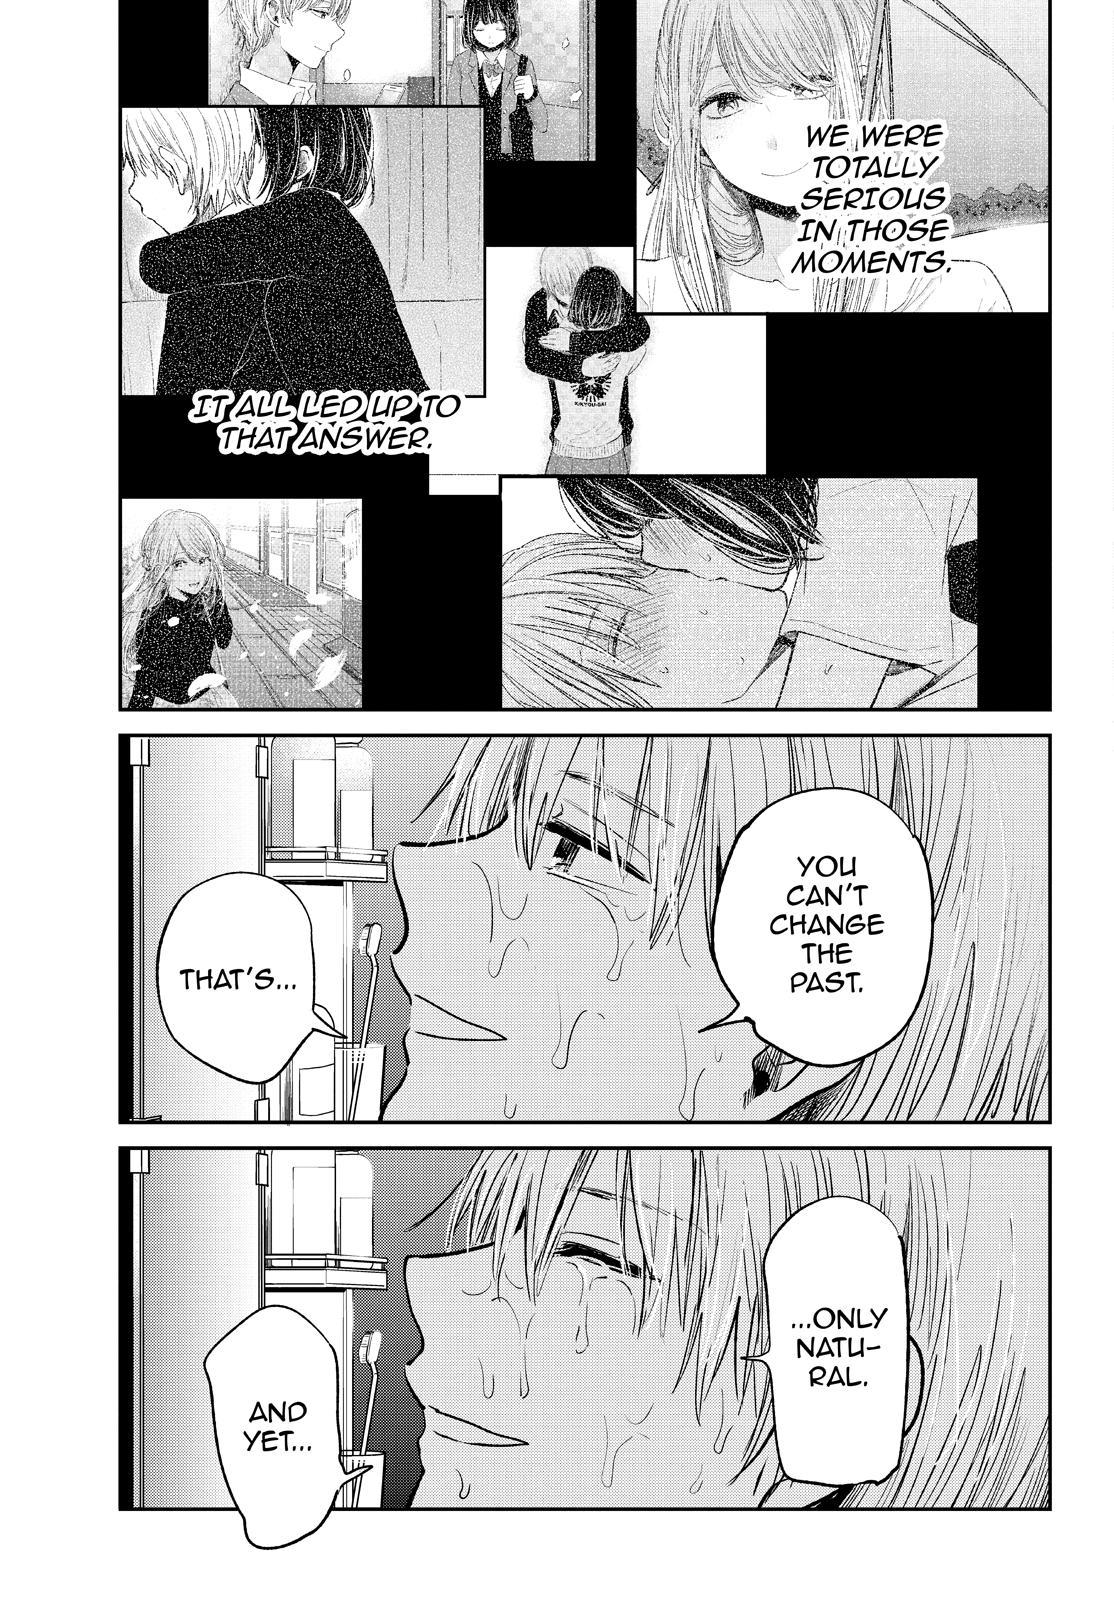 WE WERE
TOTALLY
SERIOUS
IN THOSE
MOMENTS.
IT ALL LED UP TO
THAT ANSWER.
KIKYOU-SAI
YOU
CAN'T
CHANGE
THE
PAST.
THAT'S...
...ONLY
NATU-
RAL.
AND
YET...